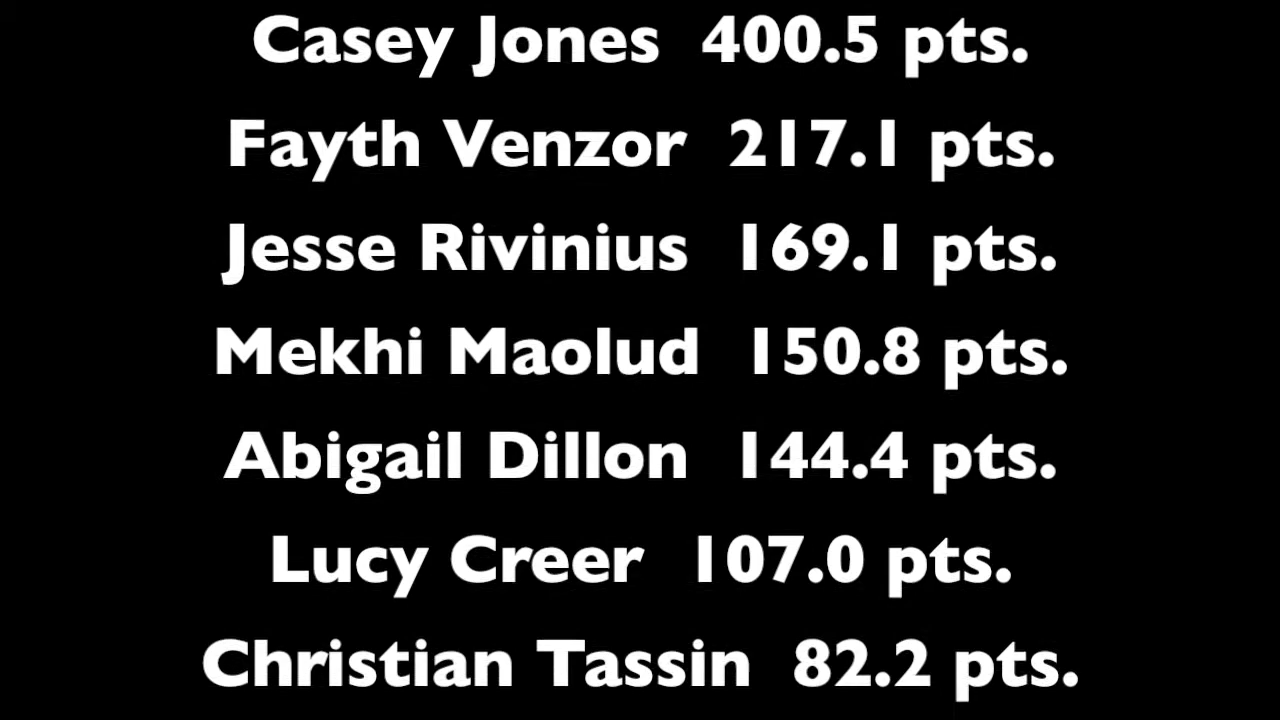 Casey Jones 400.5 pts.
Fayth Venzor 217.1 pts.
Jesse Rivinius 169.1 pts.
Mekhi Maolud 150.8 pts.
Abigail Dillon 144.4 pts.
Lucy Creer 107.0 pts.
Christian Tassin 82.2 pts.